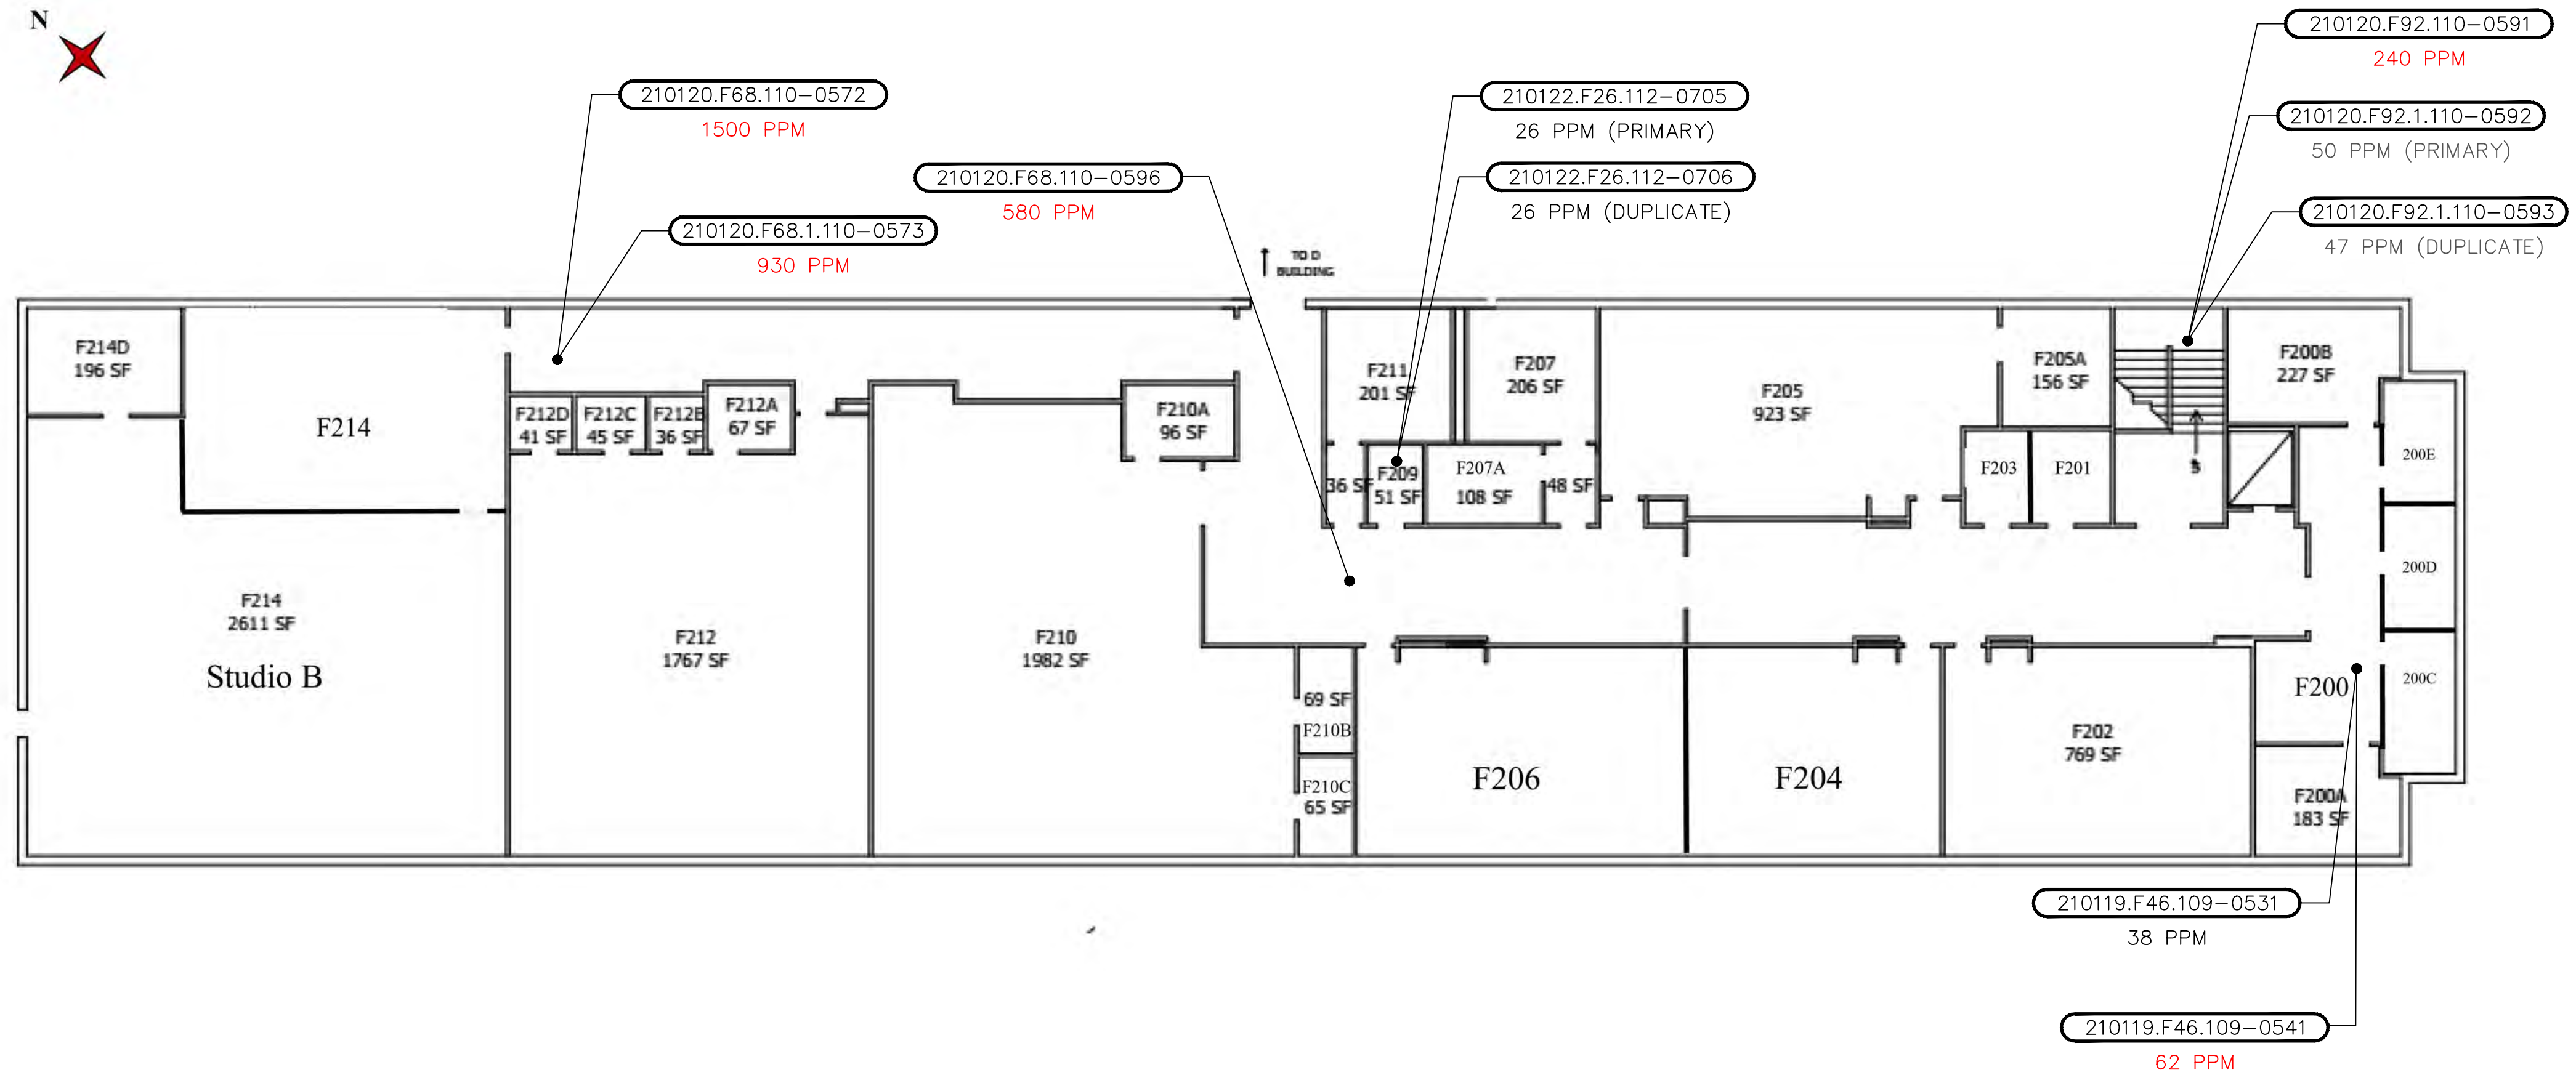 N
210120.F92.110-0591
240 PPM
210120.F68.110-0572
1500 PPM
210122.F26.112-0705
26 PPM (PRIMARY)
210120.F92.1.110-0592
50 PPM (PRIMARY)
210120.F68.110-0596
580 PPM
210122.F26.112-0706
26 PPM (DUPLICATE)
210120.F92.1.110-0593
47 PPM (DUPLICATE)
210120.F68.1.110-0573
930 PPM
TO D
BUILDING
F214D
196 SF
F214
F212D
41 SF
F212C
45 SF
F212B
36 SF
F212A
67 SF
F210A
96 SF
F211
201 SF
F207
206 SF
F205
923 SF
F205A
156 SF
F200B
227 SF
36 SF
F209
51 SF
F207A
108 SF
48 SF
F203
F201
200E
200D
200C
F214
2611 SF
Studio B
F212
1767 SF
F210
1982 SF
69 SF
F210B
F210C
65 SF
F206
F204
F202
769 SF
F200
F200A
183 SF
210119.F46.109-0531
38 PPM
210119.F46.109-0541
62 PPM